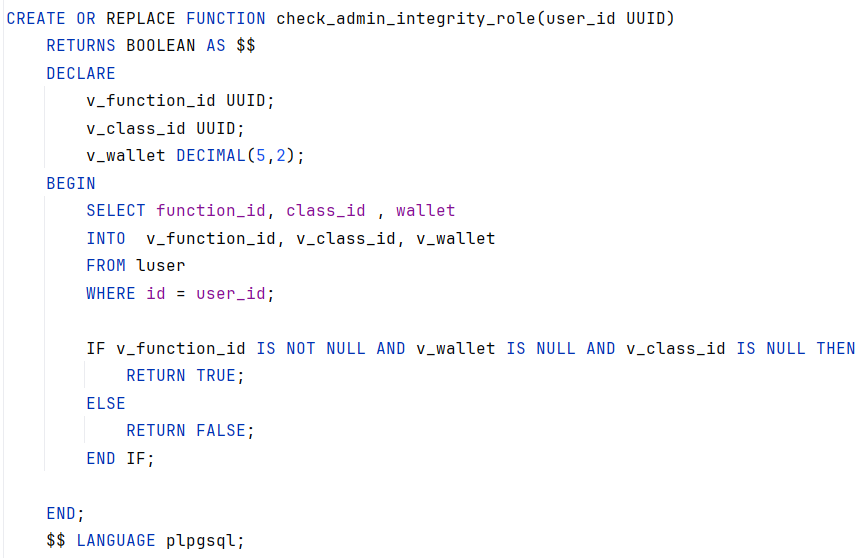 CREATE OR REPLACE FUNCTION check_admin_integrity_role(user_id UUID)
    RETURNS BOOLEAN AS $$
    DECLARE
        v_function_id UUID;
        v_class_id UUID;
        v_wallet DECIMAL(5,2);
    BEGIN
        SELECT function_id, class_id , wallet
        INTO  v_function_id, v_class_id, v_wallet
        FROM luser
        WHERE id = user_id;

        IF v_function_id IS NOT NULL AND v_wallet IS NULL AND v_class_id IS NULL THEN
            RETURN TRUE;
        ELSE
            RETURN FALSE;
        END IF;

    END;
    $$ LANGUAGE plpgsql;